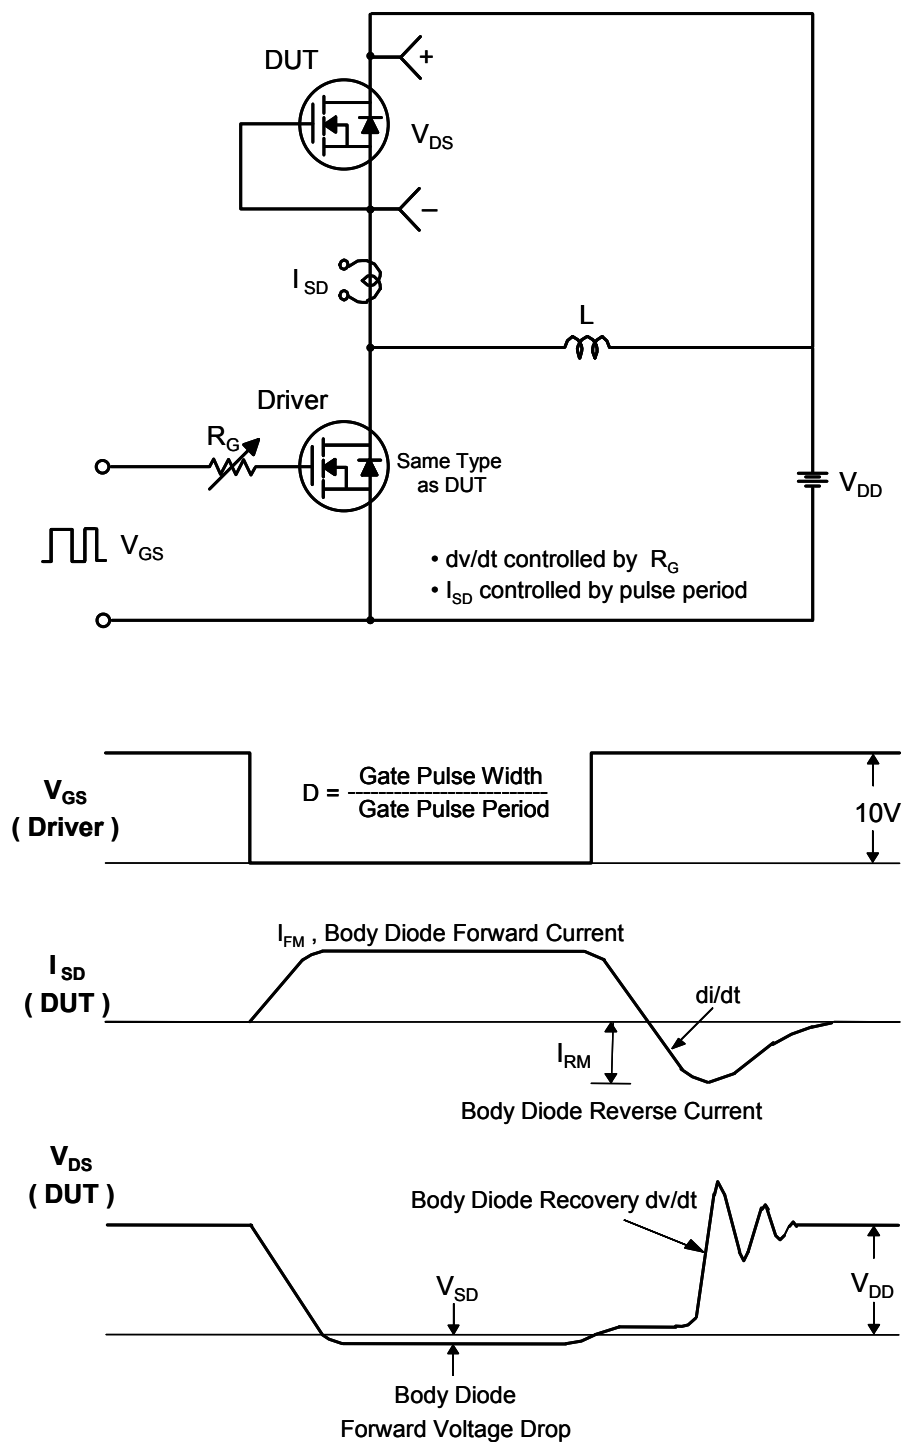 DUT
+
V_DS
–
I_SD
L
Driver
R_G
Same Type
as DUT
V_DD
V_GS
• dv/dt controlled by R_G
• I_SD controlled by pulse period
V_GS
( Driver )
D = Gate Pulse Width
--------------------------
Gate Pulse Period
10V
I_FM , Body Diode Forward Current
I_SD
( DUT )
di/dt
I_RM
Body Diode Reverse Current
V_DS
( DUT )
Body Diode Recovery dv/dt
V_SD
V_DD
Body Diode
Forward Voltage Drop